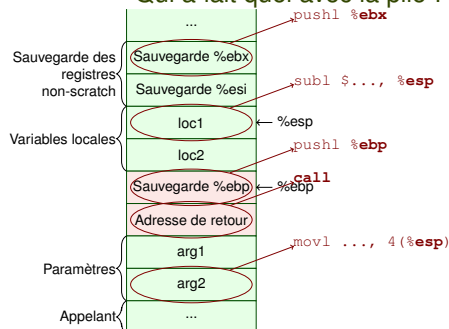 Qui a fait quoi avec la pile ?
...
pushl %ebx
Sauvegarde des
registres
non-scratch
Sauvegarde %ebx
Sauvegarde %esi
subl $..., %esp
Variables locales
loc1
← %esp
loc2
pushl %ebp
call
Sauvegarde %ebp
← %ebp
Adresse de retour
Paramètres
arg1
movl ..., 4(%esp)
arg2
Appelant
...